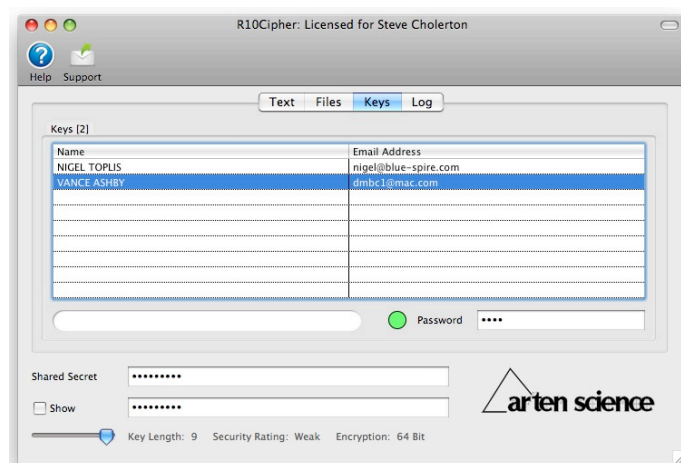 R10Cipher: Licensed for Steve Cholerton
Help Support
Text Files Keys Log
Keys [2]
Name Email Address
NIGEL TOPLIS nigel@blue-spire.com
VANCE ASHBY dmbc1@mac.com
Password ••••
Shared Secret •••••••••
arten science
Show •••••••••
Key Length: 9 Security Rating: Weak Encryption: 64 Bit